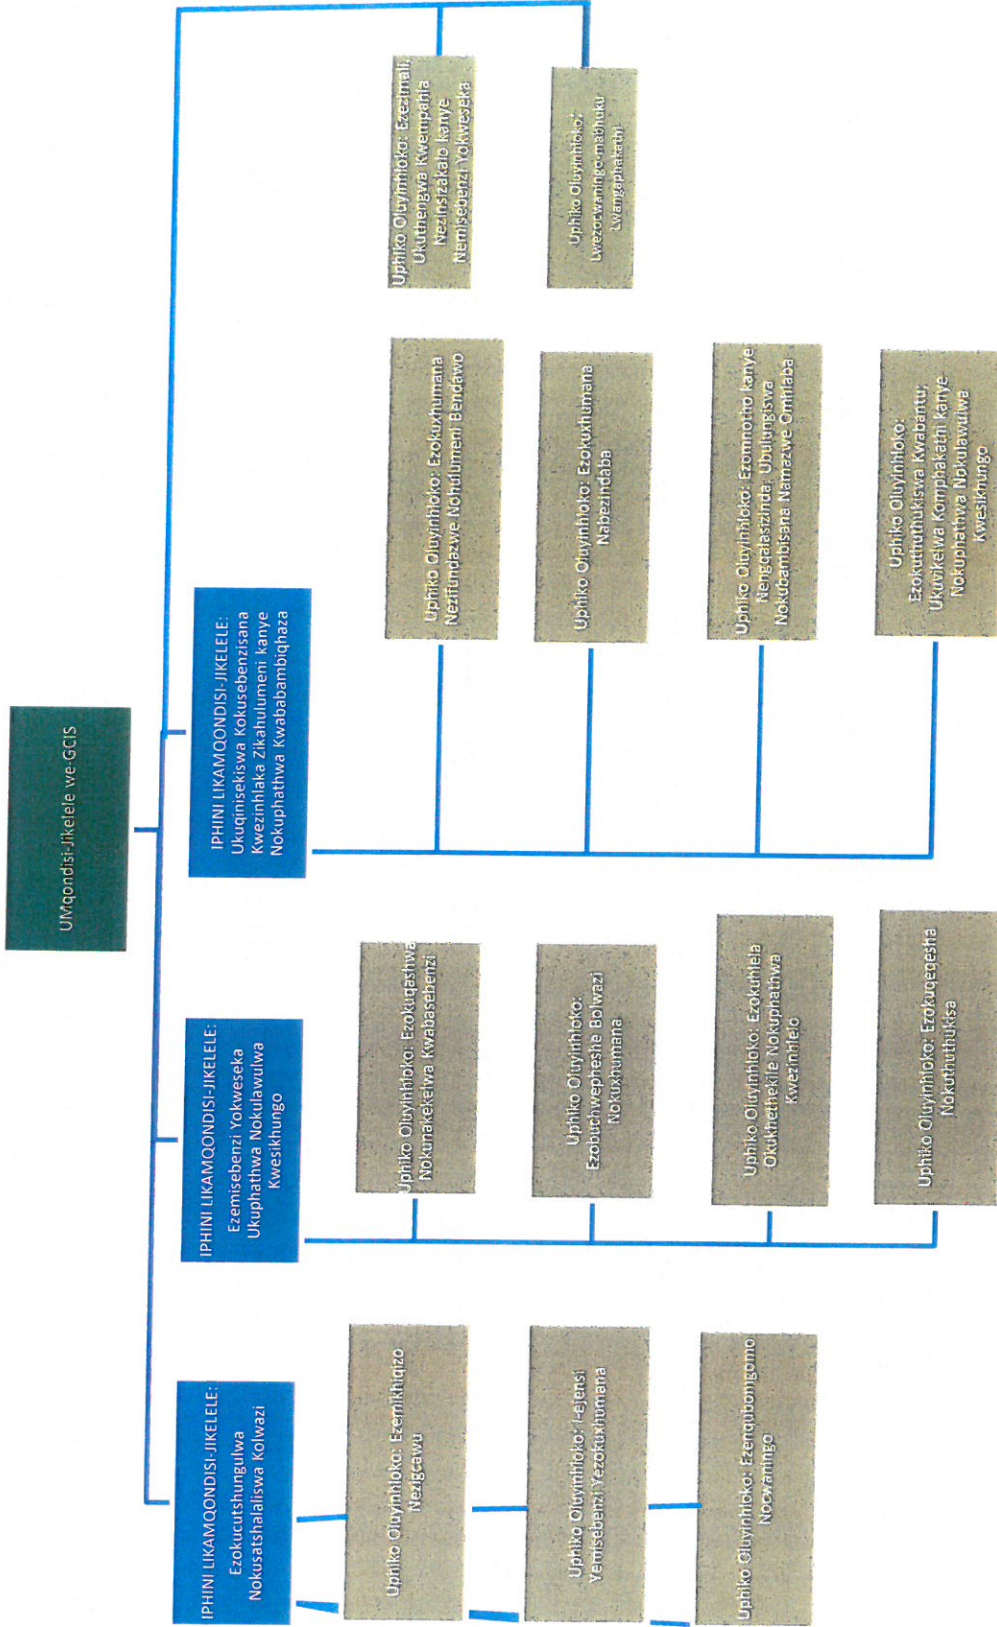 UMqondisi-Jikelele we-GCIS
IPHINI LIKAMQONDISI-JIKELELE:
Ezokucutshungulwa
Nokusatshalaliswa Kolwazi
Uphiko Oluyinhloko: Ezemikhiqizo
Nezigcawu
Uphiko Oluyinhloko: I-ejensi
Yemisebenzi Yezokuxhumana
Uphiko Oluyinhloko: Ezenqubomgomo
Nocwaningo
IPHINI LIKAMQONDISI-JIKELELE:
Ezemisebenzi Yokweseka
Ukuphathwa Nokulawulwa
Kwesikhungo
Uphiko Oluyinhloko: Ezokuqashwa
Nokunakekelwa Kwabasebenzi
Uphiko Oluyinhloko:
Ezobuchwepheshe Bolwazi
Nokuxhumana
Uphiko Oluyinhloko: Ezokuhlela
Okukhethekile Nokuphathwa
Kwezinhlelo
Uphiko Oluyinhloko: Ezokuqeqesha
Nokuthuthukisa
IPHINI LIKAMQONDISI-JIKELELE:
Ukuqinisekiswa Kokusebenzisana
Kwezinhlaka Zikahulumeni kanye
Nokuphathwa Kwababambiqhaza
Uphiko Oluyinhloko: Ezokuxhumana
Nezifundazwe Nohulumeni Bendawo
Uphiko Oluyinhloko: Ezokuxhumana
Nabezindaba
Uphiko Oluyinhloko: Ezomnotho kanye
Nengqalasizinda, Ubulungiswa
Nokubambisana Namazwe Omhlaba
Uphiko Oluyinhloko:
Ezokuthuthukiswa Kwabantu;
Ukuvikelwa Komphakathi kanye
Nokuphathwa Nokulawulwa
Kwesikhungo
Uphiko Oluyinhloko: Ezezimali,
Ukuthengwa Kwempahla
Nezinsizakalo kanye
Nemisebenzi Yokweseka
Uphiko Oluyinhloko:
Lwezocwaningo-mabhuku
Lwangaphakathi